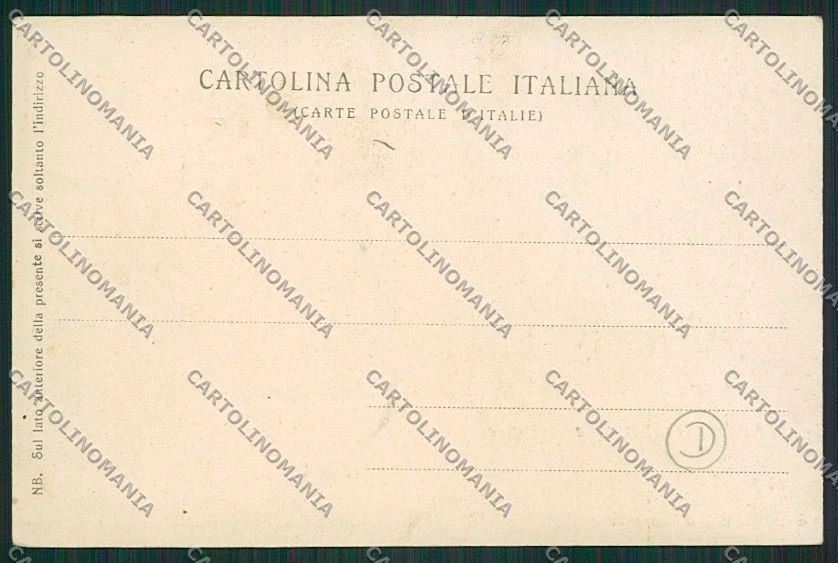 CARTOLINA POSTALE ITALIANA
(CARTE POSTALE D'ITALIE)
NB. Sul lato anteriore della presente si scrive soltanto l'indirizzo
CARTOLINOMANIA